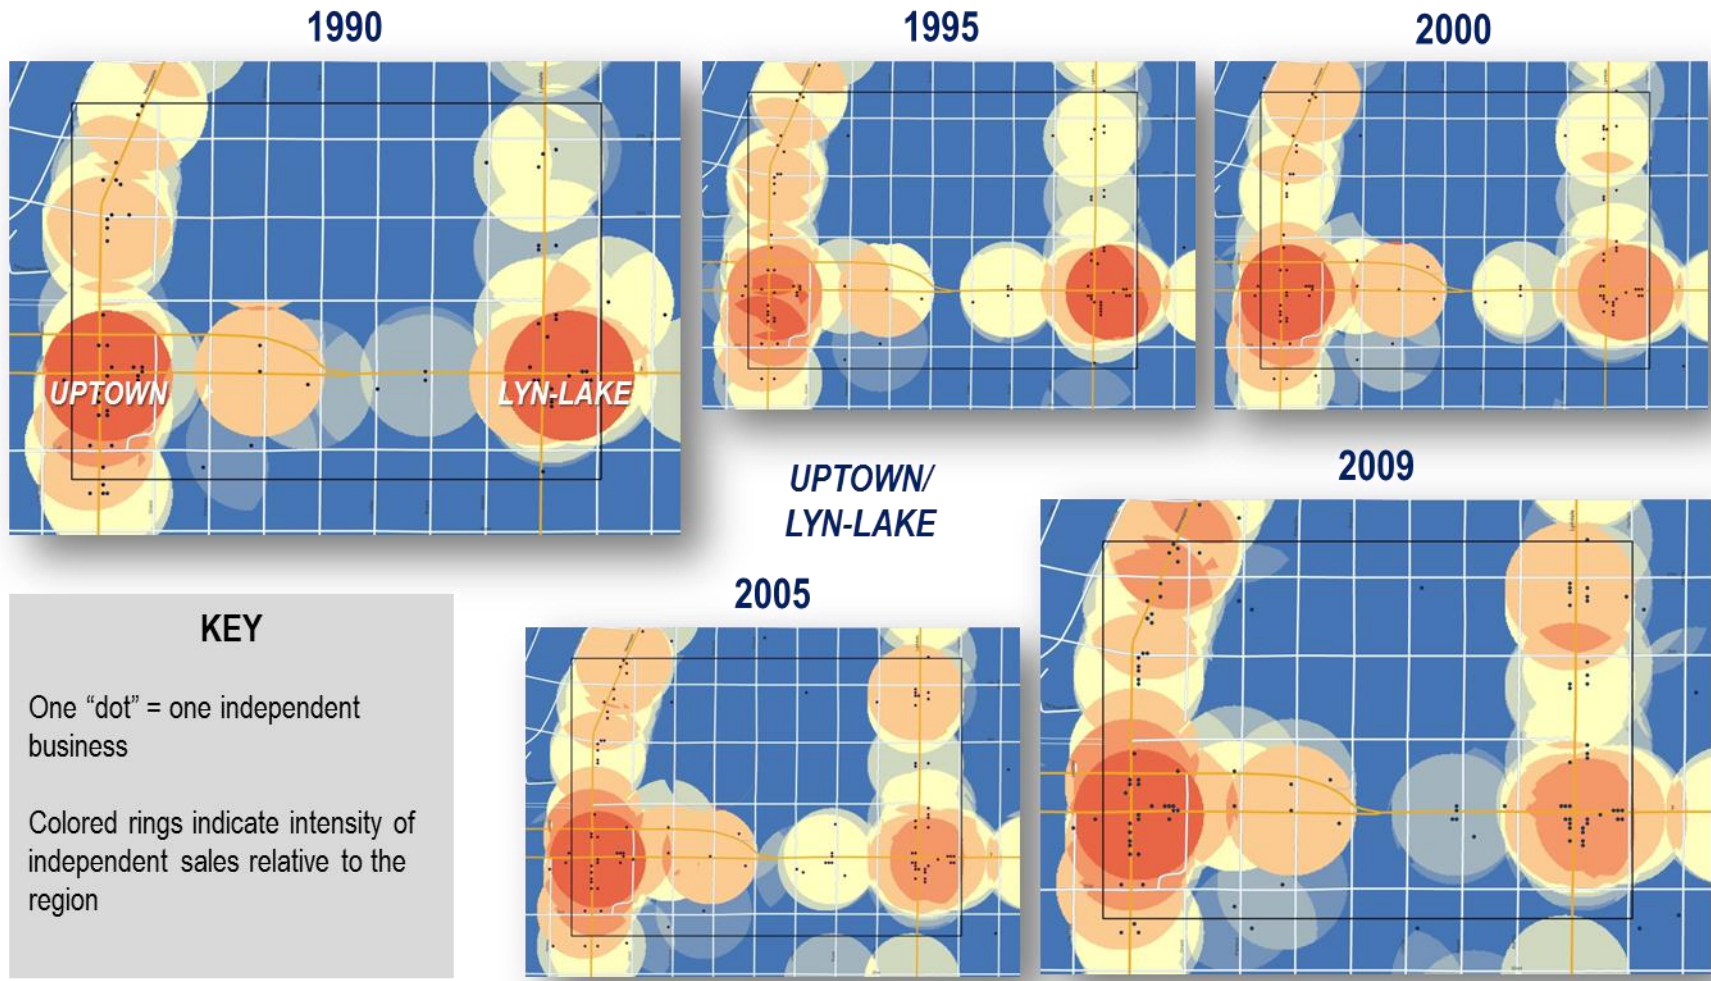 1990
1995
2000
UPTOWN
LYN-LAKE
UPTOWN/
LYN-LAKE
2009
2005
KEY
One “dot” = one independent
business
Colored rings indicate intensity of
independent sales relative to the
region